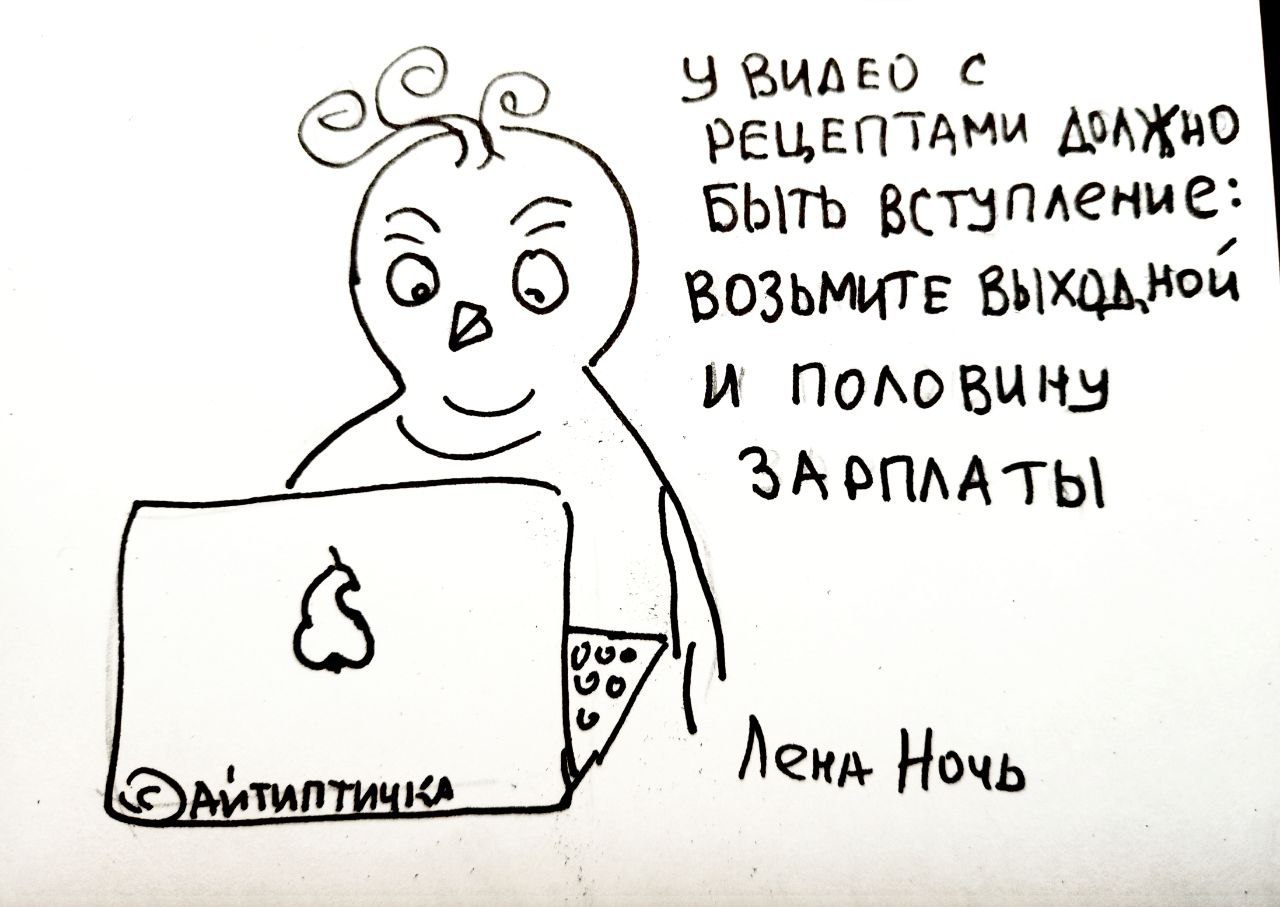 У ВИДЕО С
РЕЦЕПТАМИ ДОЛЖНО
БЫТЬ ВСТУПЛЕНИЕ:
ВОЗЬМИТЕ ВЫХОДНОЙ
И ПОЛОВИНУ
ЗАРПЛАТЫ
Лена Ночь
© АЙТИПТИЧКА